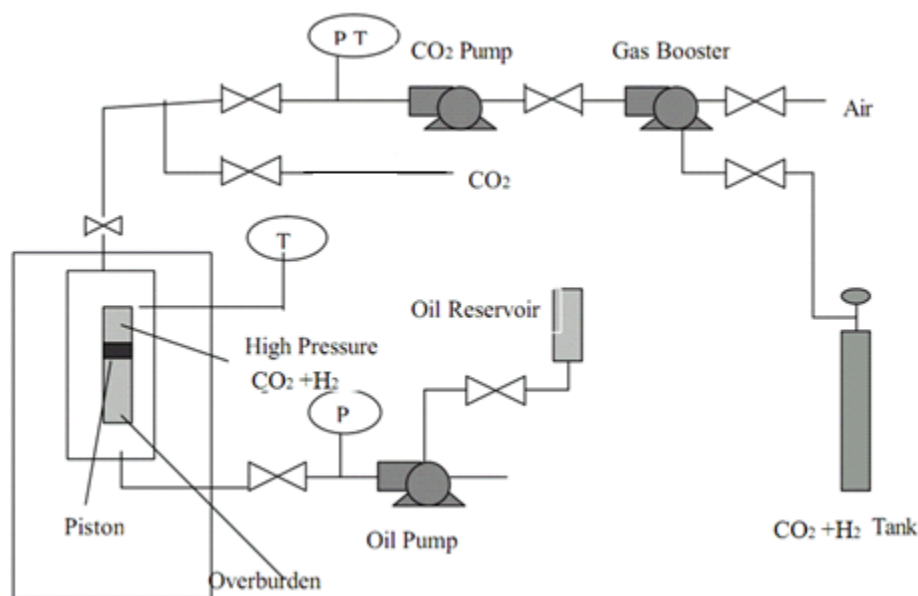 P T
CO₂ Pump
Gas Booster
Air
CO₂
T
Oil Reservoir
High Pressure
CO₂ +H₂
P
Piston
Oil Pump
CO₂ +H₂ Tank
Overburden